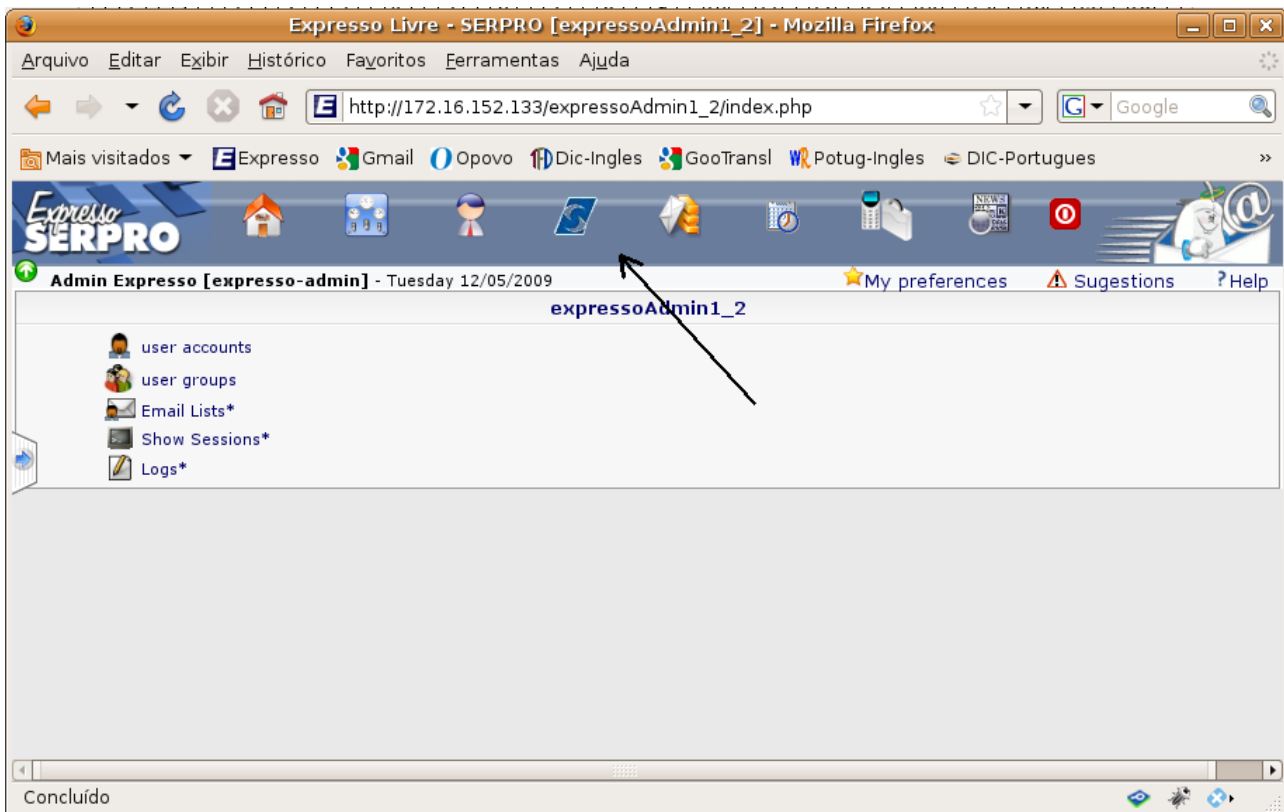 Expresso Livre - SERPRO [expressoAdmin1_2] - Mozilla Firefox
Arquivo Editar Exibir Histórico Favoritos Ferramentas Ajuda
http://172.16.152.133/expressoAdmin1_2/index.php G Google
Mais visitados Expresso Gmail Opovo Dic-Ingles GooTransl Potug-Ingles DIC-Portugues »
Expresso
SERPRO
NEWS
Admin Expresso [expresso-admin] - Tuesday 12/05/2009 My preferences Sugestions ? Help
expressoAdmin1_2
user accounts
user groups
Email Lists*
Show Sessions*
Logs*
Concluído